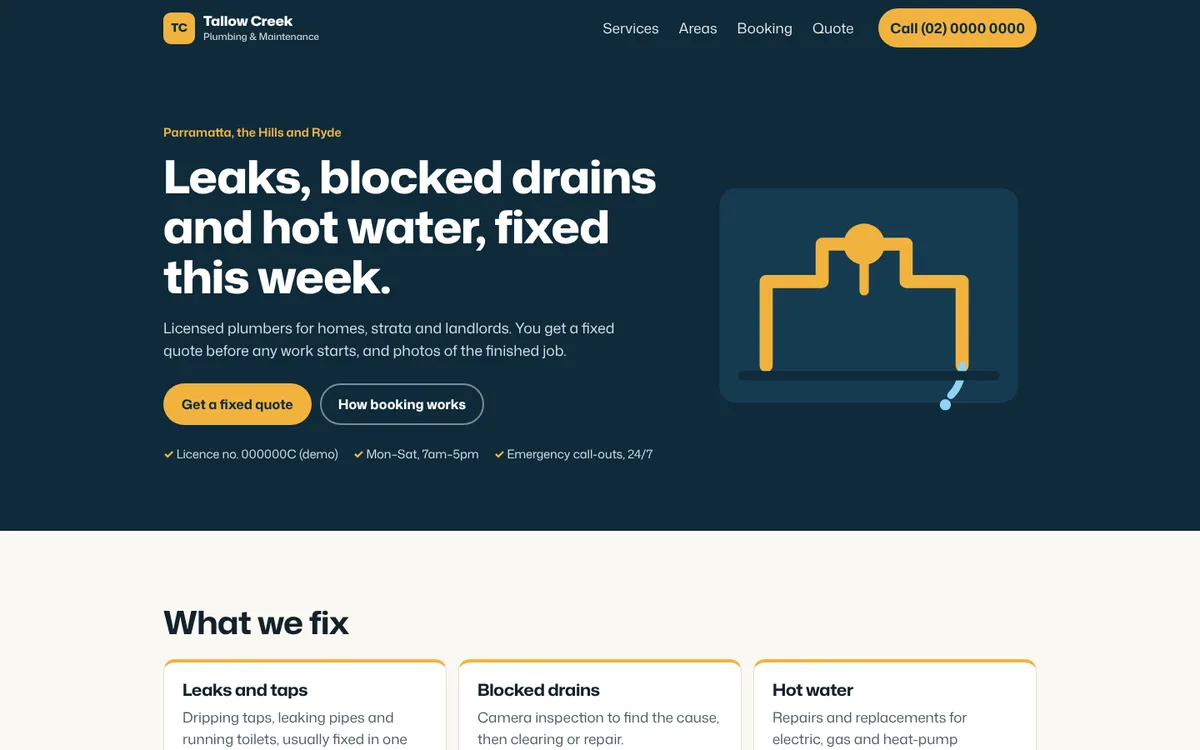 TC
Tallow Creek
Plumbing & Maintenance
Services
Areas
Booking
Quote
Call (02) 0000 0000
Parramatta, the Hills and Ryde
Leaks, blocked drains
and hot water, fixed
this week.
Licensed plumbers for homes, strata and landlords. You get a fixed
quote before any work starts, and photos of the finished job.
Get a fixed quote
How booking works
✓ Licence no. 000000C (demo)
✓ Mon–Sat, 7am–5pm
✓ Emergency call-outs, 24/7
What we fix
Leaks and taps
Dripping taps, leaking pipes and
running toilets, usually fixed in one
Blocked drains
Camera inspection to find the cause,
then clearing or repair.
Hot water
Repairs and replacements for
electric, gas and heat-pump